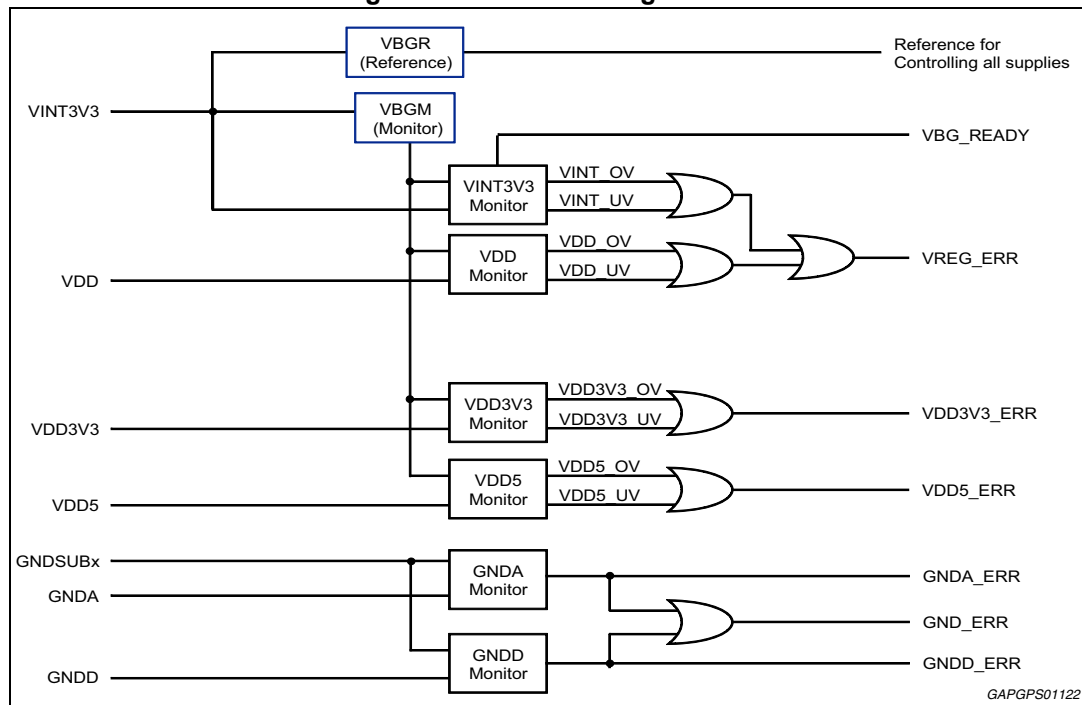 VBGR
(Reference)
Reference for
Controlling all supplies
VINT3V3
VBGM
(Monitor)
VBG_READY
VINT3V3
Monitor
VINT_OV
VINT_UV
VDD
VDD
Monitor
VDD_OV
VDD_UV
VREG_ERR
VDD3V3
VDD3V3
Monitor
VDD3V3_OV
VDD3V3_UV
VDD3V3_ERR
VDD5
VDD5
Monitor
VDD5_OV
VDD5_UV
VDD5_ERR
GNDSUBx
GNDA
GNDA
Monitor
GNDA_ERR
GND_ERR
GNDD
GNDD
Monitor
GNDD_ERR
GAPGPS01122